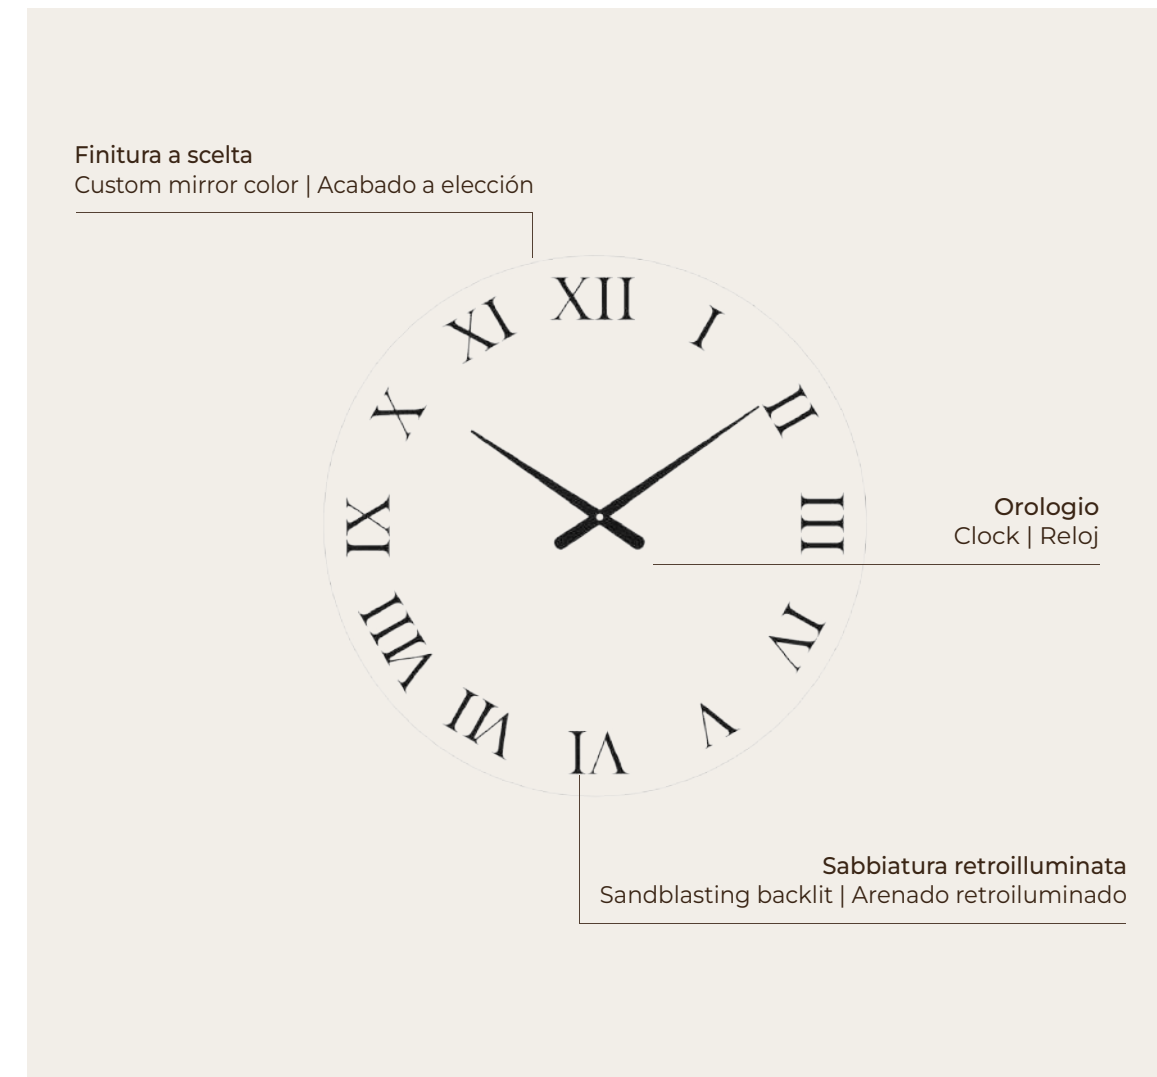 Finitura a scelta
Custom mirror color | Acabado a elección
XII
I
II
III
IV
V
VI
VII
VIII
IX
X
XI
Orologio
Clock | Reloj
Sabbiatura retroilluminata
Sandblasting backlit | Arenado retroiluminado